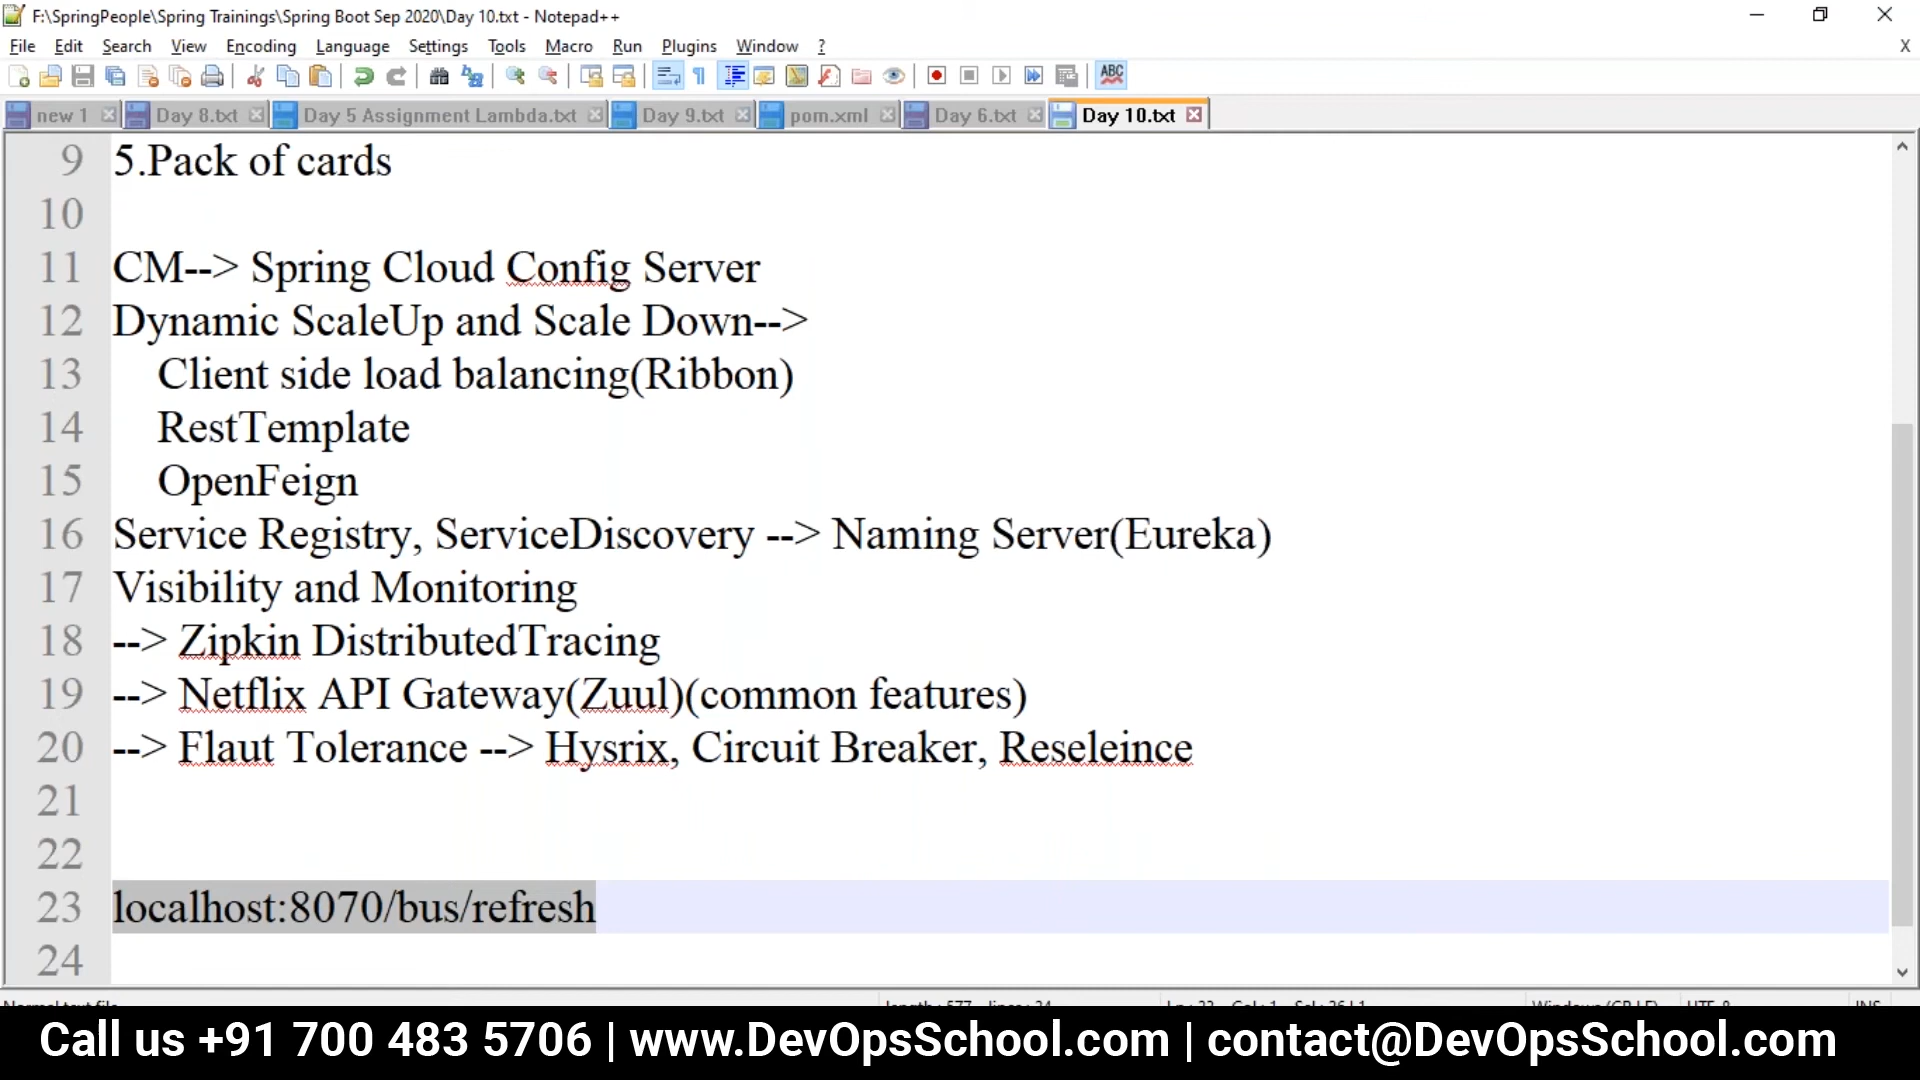 F:\SpringPeople\Spring Trainings\Spring Boot Sep 2020\Day 10.txt - Notepad++
File Edit Search View Encoding Language Settings Tools Macro Run Plugins Window ? X
ABC
new 1 Day 8.txt Day 5 Assignment Lambda.txt Day 9.txt pom.xml Day 6.txt Day 10.txt
9 5.Pack of cards
10
11 CM--> Spring Cloud Config Server
12 Dynamic ScaleUp and Scale Down-->
13 Client side load balancing(Ribbon)
14 RestTemplate
15 OpenFeign
16 Service Registry, ServiceDiscovery --> Naming Server(Eureka)
17 Visibility and Monitoring
18 --> Zipkin DistributedTracing
19 --> Netflix API Gateway(Zuul)(common features)
20 --> Flaut Tolerance --> Hysrix, Circuit Breaker, Reseleince
21
22
23 localhost:8070/bus/refresh
24
Call us +91 700 483 5706 | www.DevOpsSchool.com | contact@DevOpsSchool.com